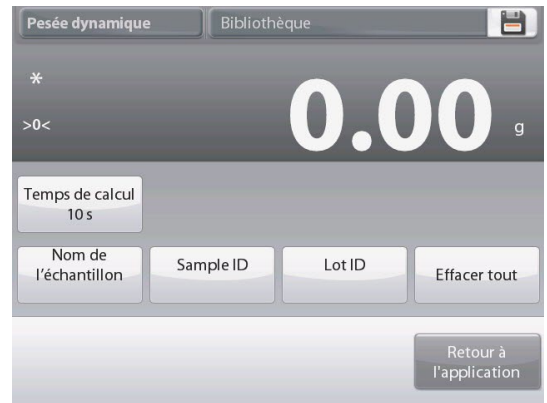 Pesée dynamique Bibliothèque
*
>0< 0.00 g
Temps de calcul
10 s
Nom de
l'échantillon
Sample ID
Lot ID
Effacer tout
Retour à
l'application